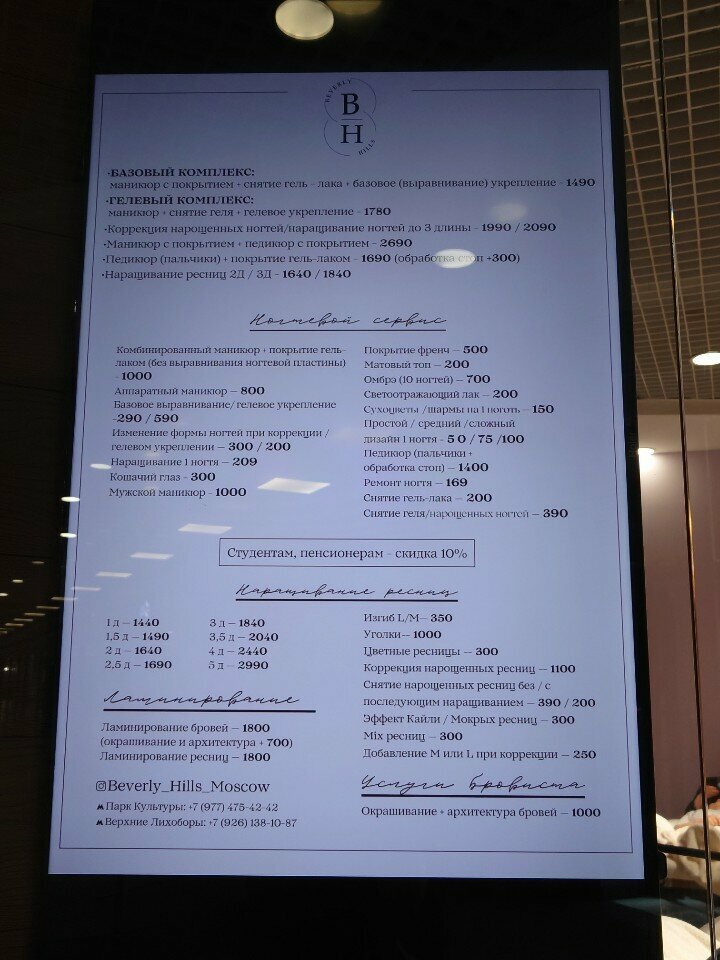 BEVERLY
B
H
HILLS
·БАЗОВЫЙ КОМПЛЕКС:
маникюр с покрытием + снятие гель - лака + базовое (выравнивание) укрепление - 1490
·ГЕЛЕВЫЙ КОМПЛЕКС:
маникюр + снятие геля + гелевое укрепление - 1780
·Коррекция нарощенных ногтей/наращивание ногтей до 3 длины - 1990 / 2090
·Маникюр с покрытием + педикюр с покрытием - 2690
·Педикюр (пальчики) + покрытие гель-лаком - 1690 (обработка стоп +300)
·Наращивание ресниц 2Д / 3Д - 1640 / 1840
Ногтевой сервис
Комбинированный маникюр + покрытие гель-
лаком (без выравнивания ногтевой пластины)
- 1000
Аппаратный маникюр – 800
Базовое выравнивание/ гелевое укрепление
-290 / 590
Изменение формы ногтей при коррекции /
гелевом укреплении – 300 / 200
Наращивание 1 ногтя – 209
Кошачий глаз - 300
Мужской маникюр - 1000
Покрытие френч – 500
Матовый топ – 200
Омбрэ (10 ногтей) – 700
Светоотражающий лак – 200
Сухоцветы /шармы на 1 ноготь – 150
Простой / средний /сложный
дизайн 1 ногтя - 5 0 / 75 /100
Педикюр (пальчики +
обработка стоп) – 1400
Ремонт ногтя – 169
Снятие гель-лака – 200
Снятие геля/нарощенных ногтей – 390
Студентам, пенсионерам - скидка 10%
Наращивание ресниц
1 д – 1440
1,5 д – 1490
2 д – 1640
2,5 д – 1690
3 д – 1840
3,5 д – 2040
4 д – 2440
5 д – 2990
Изгиб L/M– 350
Уголки-- 1000
Цветные ресницы -- 300
Коррекция нарощенных ресниц – 1100
Снятие нарощенных ресниц без / с
последующим наращиванием – 390 / 200
Эффект Кайли / Мокрых ресниц – 300
Mix ресниц – 300
Добавление M или L при коррекции – 250
Ламинирование
Ламинирование бровей – 1800
(окрашивание и архитектура + 700)
Ламинирование ресниц – 1800
Beverly_Hills_Moscow
Парк Культуры: +7 (977) 475-42-42
Верхние Лихоборы: +7 (926) 138-10-87
Услуги бровиста
Окрашивание + архитектура бровей – 1000